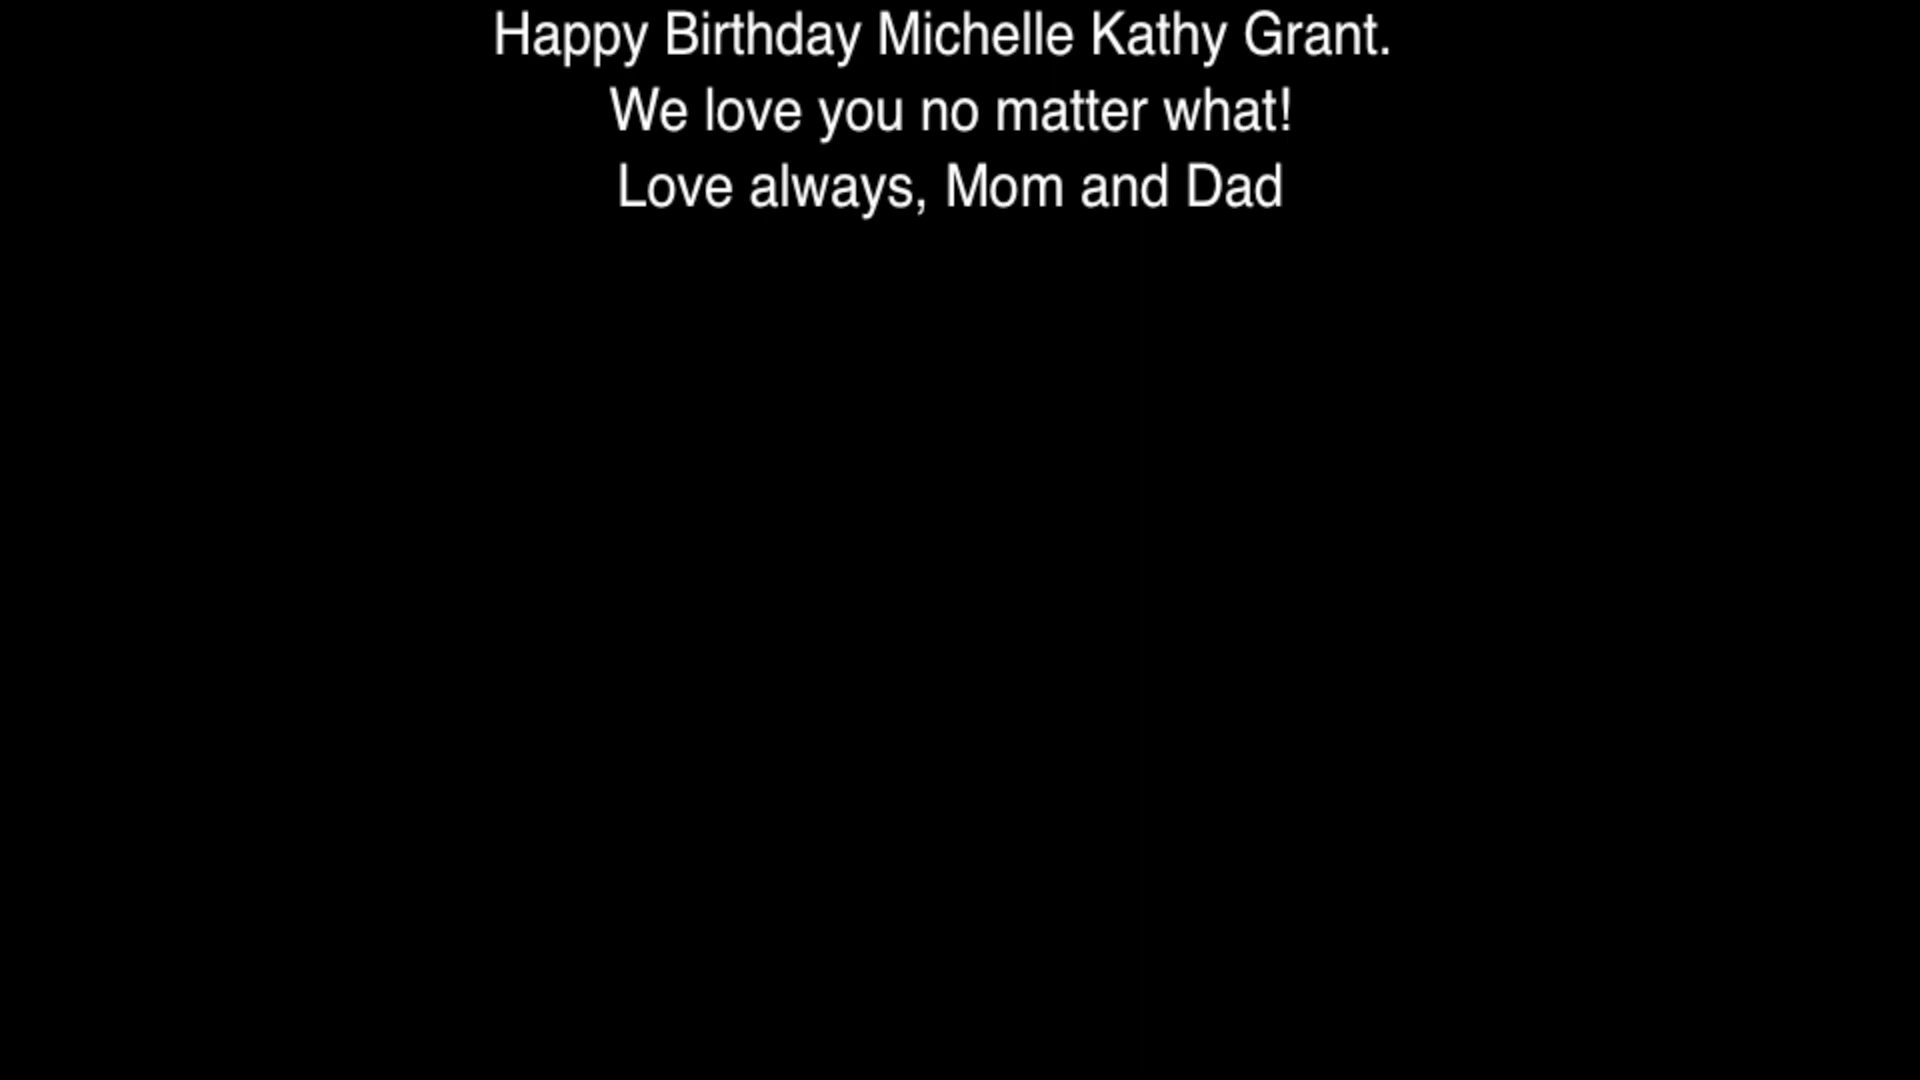 Happy Birthday Michelle Kathy Grant.
We love you no matter what!
Love always, Mom and Dad